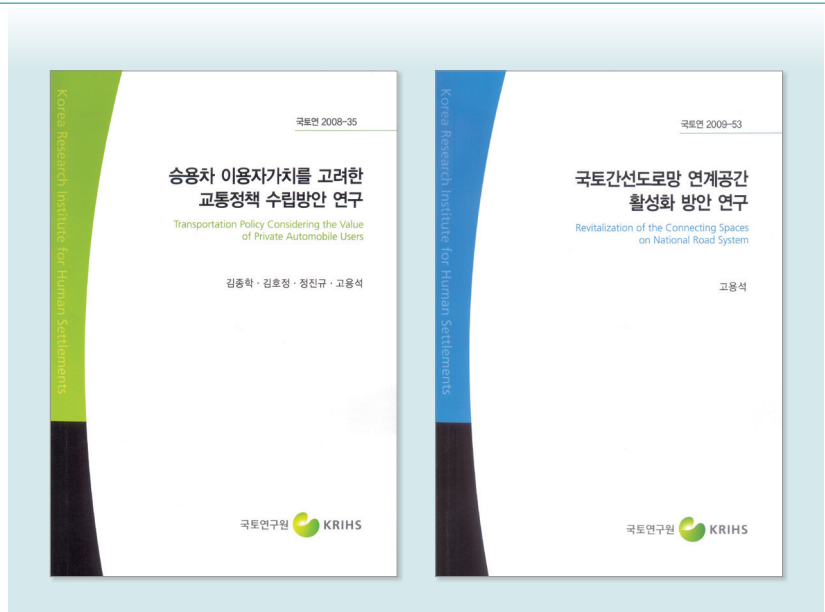 Korea Research Institute for Human Settlements
국토연 2008-35
승용차 이용자가치를 고려한
교통정책 수립방안 연구
Transportation Policy Considering the Value
of Private Automobile Users
김종학 · 김호정 · 정진규 · 고용석
국토연구원 KRIHS
Korea Research Institute for Human Settlements
국토연 2009-53
국토간선도로망 연계공간
활성화 방안 연구
Revitalization of the Connecting Spaces
on National Road System
고용석
국토연구원 KRIHS